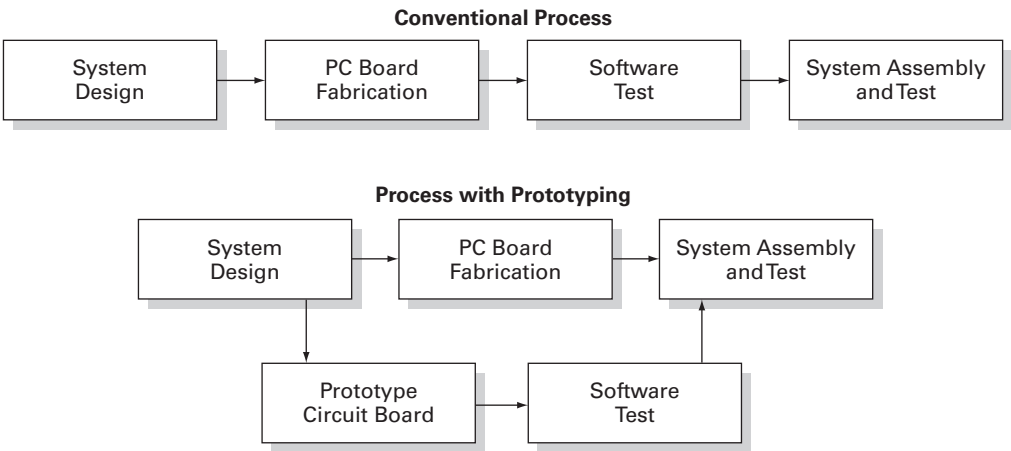 Conventional Process
System
Design
PC Board
Fabrication
Software
Test
System Assembly
and Test
Process with Prototyping
System
Design
PC Board
Fabrication
System Assembly
and Test
Prototype
Circuit Board
Software
Test